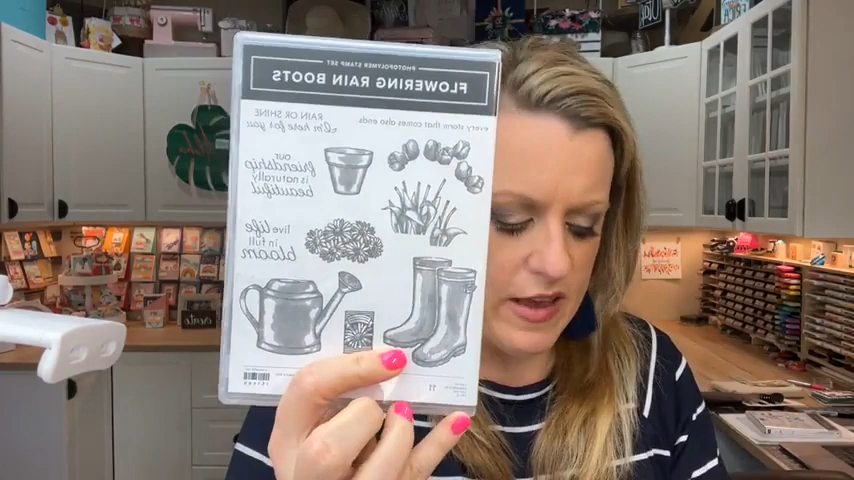 PHOTOPOLYMER STAMP SET
FLOWERING RAIN BOOTS
every storm that comes also ends
RAIN OR SHINE
I'm here for you
our
friendship
is naturally
beautiful
live life
in full
bloom
11